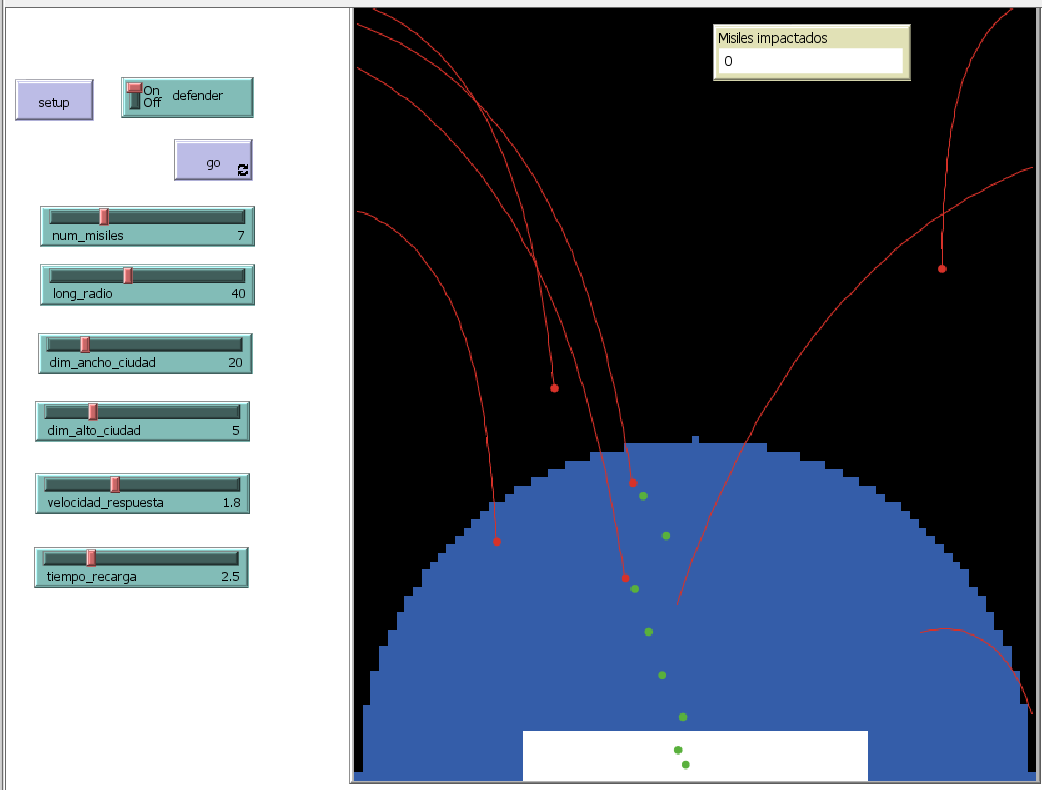 Misiles impactados
0
setup
On
Off
defender
go
num_misiles 7
long_radio 40
dim_ancho_ciudad 20
dim_alto_ciudad 5
velocidad_respuesta 1.8
tiempo_recarga 2.5